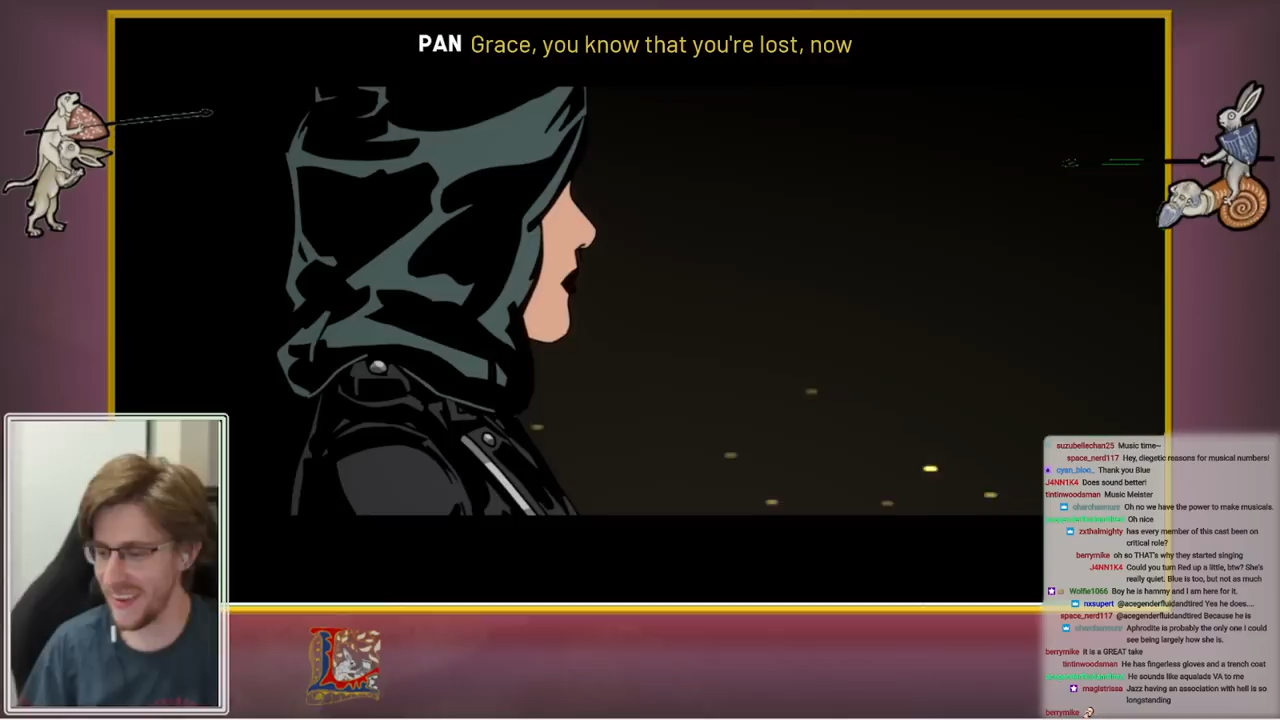 PAN Grace, you know that you're lost, now
suzubellechan25 Music time~
space_nerd117 Hey, diegetic reasons for musical numbers!
cyan_bloo_ Thank you Blue
J4NN1K4 Does sound better!
tintinwoodsman Music Meister
Oh no we have the power to make musicals.
Oh nice
zxthalmighty has every member of this cast been on
critical role?
berrymike oh so THAT's why they started singing
J4NN1K4 Could you turn Red up a little, btw? She's
really quiet. Blue is too, but not as much
Wolfie1066 Boy he is hammy and I am here for it.
nxsupert @acegenderfluidandtired Yea he does....
space_nerd117 @acegenderfluidandtired Because he is
Aphrodite is probably the only one I could
see being largely how she is.
berrymike it is a GREAT take
tintinwoodsman He has fingerless gloves and a trench coat
He sounds like aqualads VA to me
magistrissa Jazz having an association with hell is so
longstanding
berrymike